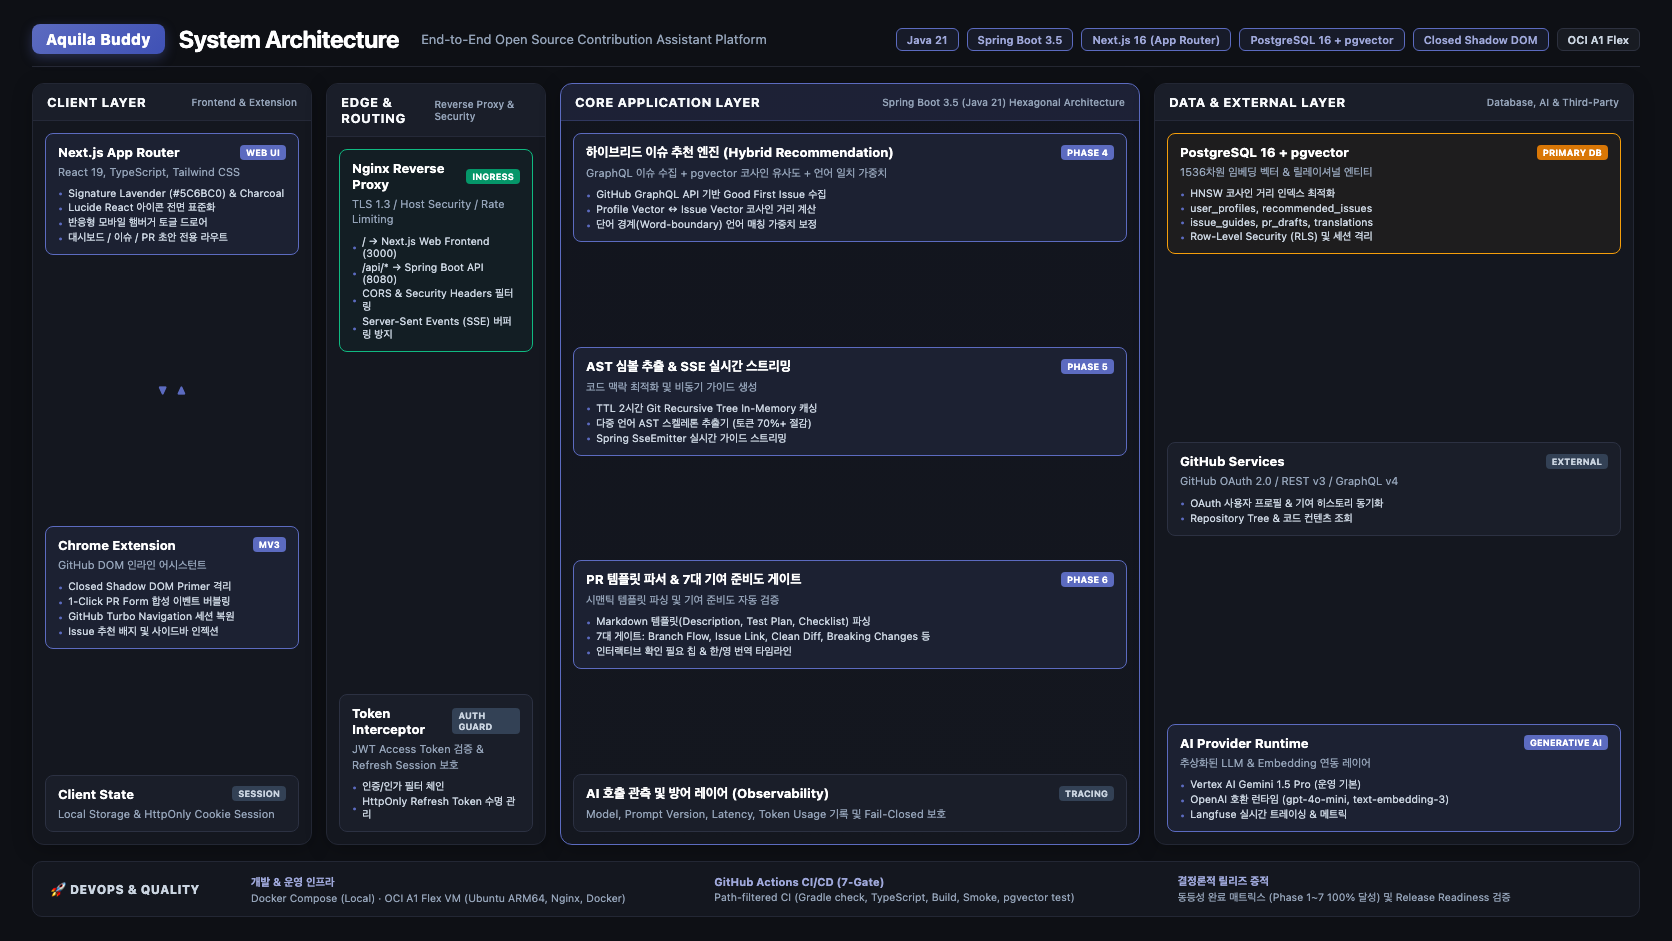 Aquila Buddy
System Architecture
End-to-End Open Source Contribution Assistant Platform
Java 21
Spring Boot 3.5
Next.js 16 (App Router)
PostgreSQL 16 + pgvector
Closed Shadow DOM
OCI A1 Flex
CLIENT LAYER
Frontend & Extension
Next.js App Router
WEB UI
React 19, TypeScript, Tailwind CSS
• Signature Lavender (#5C6BC0) & Charcoal
• Lucide React 아이콘 전면 표준화
• 반응형 모바일 햄버거 토글 드로어
• 대시보드 / 이슈 / PR 초안 전용 라우트
▼ ▲
Chrome Extension
MV3
GitHub DOM 인라인 어시스턴트
• Closed Shadow DOM Primer 격리
• 1-Click PR Form 합성 이벤트 버블링
• GitHub Turbo Navigation 세션 복원
• Issue 추천 배지 및 사이드바 인젝션
Client State
SESSION
Local Storage & HttpOnly Cookie Session
EDGE &
ROUTING
Reverse Proxy &
Security
Nginx Reverse
Proxy
INGRESS
TLS 1.3 / Host Security / Rate
Limiting
• / → Next.js Web Frontend
(3000)
• /api/* → Spring Boot API
(8080)
• CORS & Security Headers 필터
링
• Server-Sent Events (SSE) 버퍼
링 방지
Token
Interceptor
AUTH
GUARD
JWT Access Token 검증 &
Refresh Session 보호
• 인증/인가 필터 체인
• HttpOnly Refresh Token 수명 관
리
CORE APPLICATION LAYER
Spring Boot 3.5 (Java 21) Hexagonal Architecture
하이브리드 이슈 추천 엔진 (Hybrid Recommendation)
PHASE 4
GraphQL 이슈 수집 + pgvector 코사인 유사도 + 언어 일치 가중치
• GitHub GraphQL API 기반 Good First Issue 수집
• Profile Vector ↔ Issue Vector 코사인 거리 계산
• 단어 경계(Word-boundary) 언어 매칭 가중치 보정
AST 심볼 추출 & SSE 실시간 스트리밍
PHASE 5
코드 맥락 최적화 및 비동기 가이드 생성
• TTL 2시간 Git Recursive Tree In-Memory 캐싱
• 다중 언어 AST 스켈레톤 추출기 (토큰 70%+ 절감)
• Spring SseEmitter 실시간 가이드 스트리밍
PR 템플릿 파서 & 7대 기여 준비도 게이트
PHASE 6
시맨틱 템플릿 파싱 및 기여 준비도 자동 검증
• Markdown 템플릿(Description, Test Plan, Checklist) 파싱
• 7대 게이트: Branch Flow, Issue Link, Clean Diff, Breaking Changes 등
• 인터랙티브 확인 필요 칩 & 한/영 번역 타임라인
AI 호출 관측 및 방어 레이어 (Observability)
TRACING
Model, Prompt Version, Latency, Token Usage 기록 및 Fail-Closed 보호
DATA & EXTERNAL LAYER
Database, AI & Third-Party
PostgreSQL 16 + pgvector
PRIMARY DB
1536차원 임베딩 벡터 & 릴레이셔널 엔티티
• HNSW 코사인 거리 인덱스 최적화
• user_profiles, recommended_issues
• issue_guides, pr_drafts, translations
• Row-Level Security (RLS) 및 세션 격리
GitHub Services
EXTERNAL
GitHub OAuth 2.0 / REST v3 / GraphQL v4
• OAuth 사용자 프로필 & 기여 히스토리 동기화
• Repository Tree & 코드 컨텐츠 조회
AI Provider Runtime
GENERATIVE AI
추상화된 LLM & Embedding 연동 레이어
• Vertex AI Gemini 1.5 Pro (운영 기본)
• OpenAI 호환 런타임 (gpt-4o-mini, text-embedding-3)
• Langfuse 실시간 트레이싱 & 메트릭
🚀 DEVOPS & QUALITY
개발 & 운영 인프라
Docker Compose (Local) · OCI A1 Flex VM (Ubuntu ARM64, Nginx, Docker)
GitHub Actions CI/CD (7-Gate)
Path-filtered CI (Gradle check, TypeScript, Build, Smoke, pgvector test)
결정론적 릴리즈 증적
동등성 완료 매트릭스 (Phase 1~7 100% 달성) 및 Release Readiness 검증